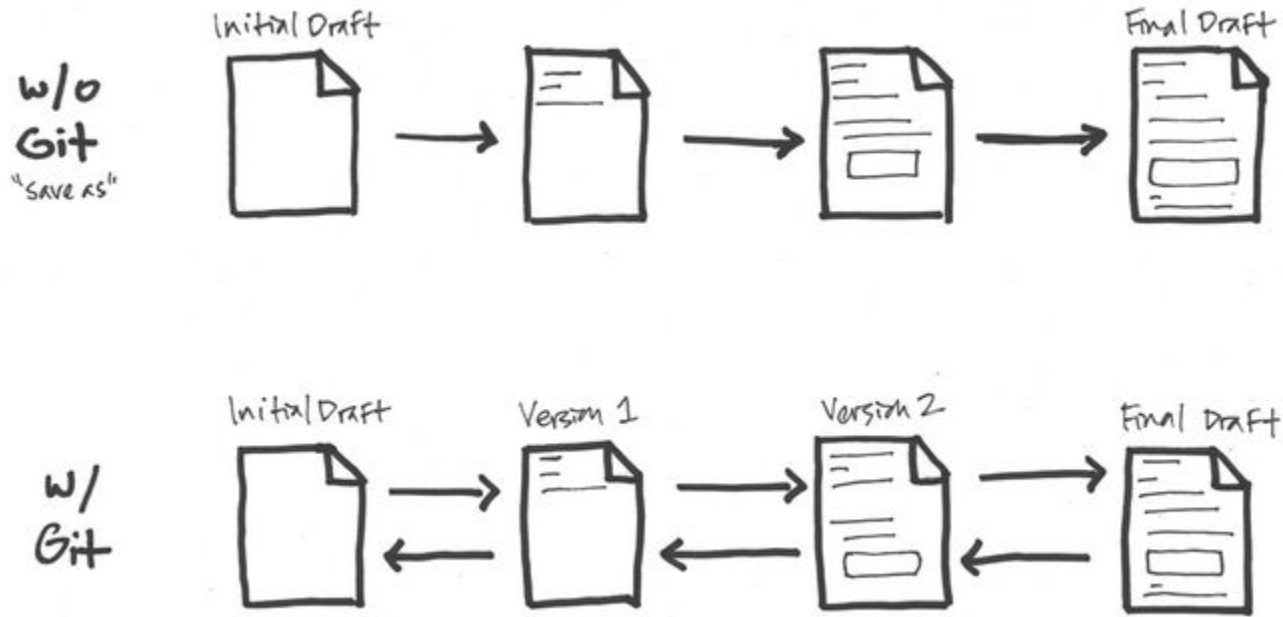 Initial Draft
Final Draft
w/o
Git
"save as"
Initial Draft
Version 1
Version 2
Final Draft
w/
Git